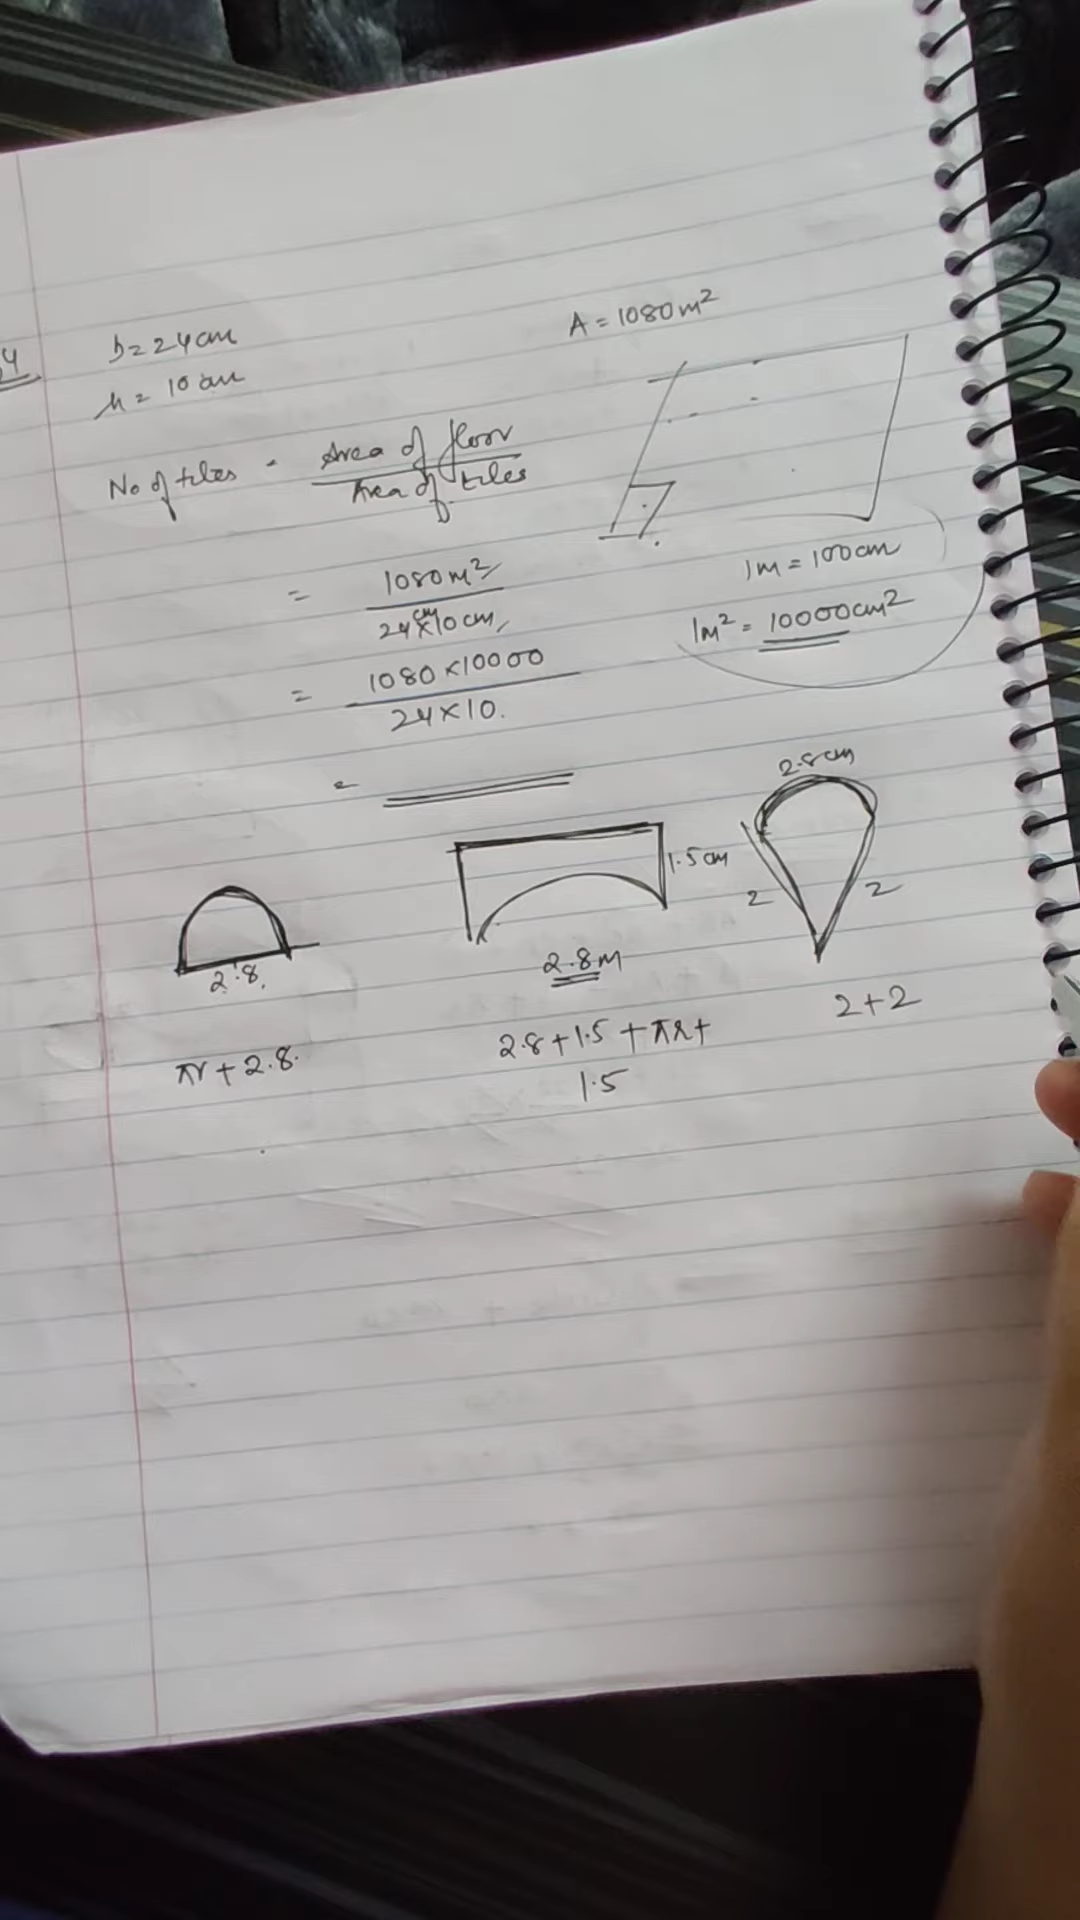 24
b = 24 cm
h = 10 cm
A = 1080 m²
No of tiles = Area of floor / Area of tiles
= 1080 m² / 24 cm × 10 cm
1 m = 100 cm
1 m² = 10000 cm²
= 1080 × 10000 / 24 × 10.
=
2.8 cm
1.5 cm
2
2
2.8.
2.8 m
2 + 2
πr + 2.8.
2.8 + 1.5 + πr +
1.5